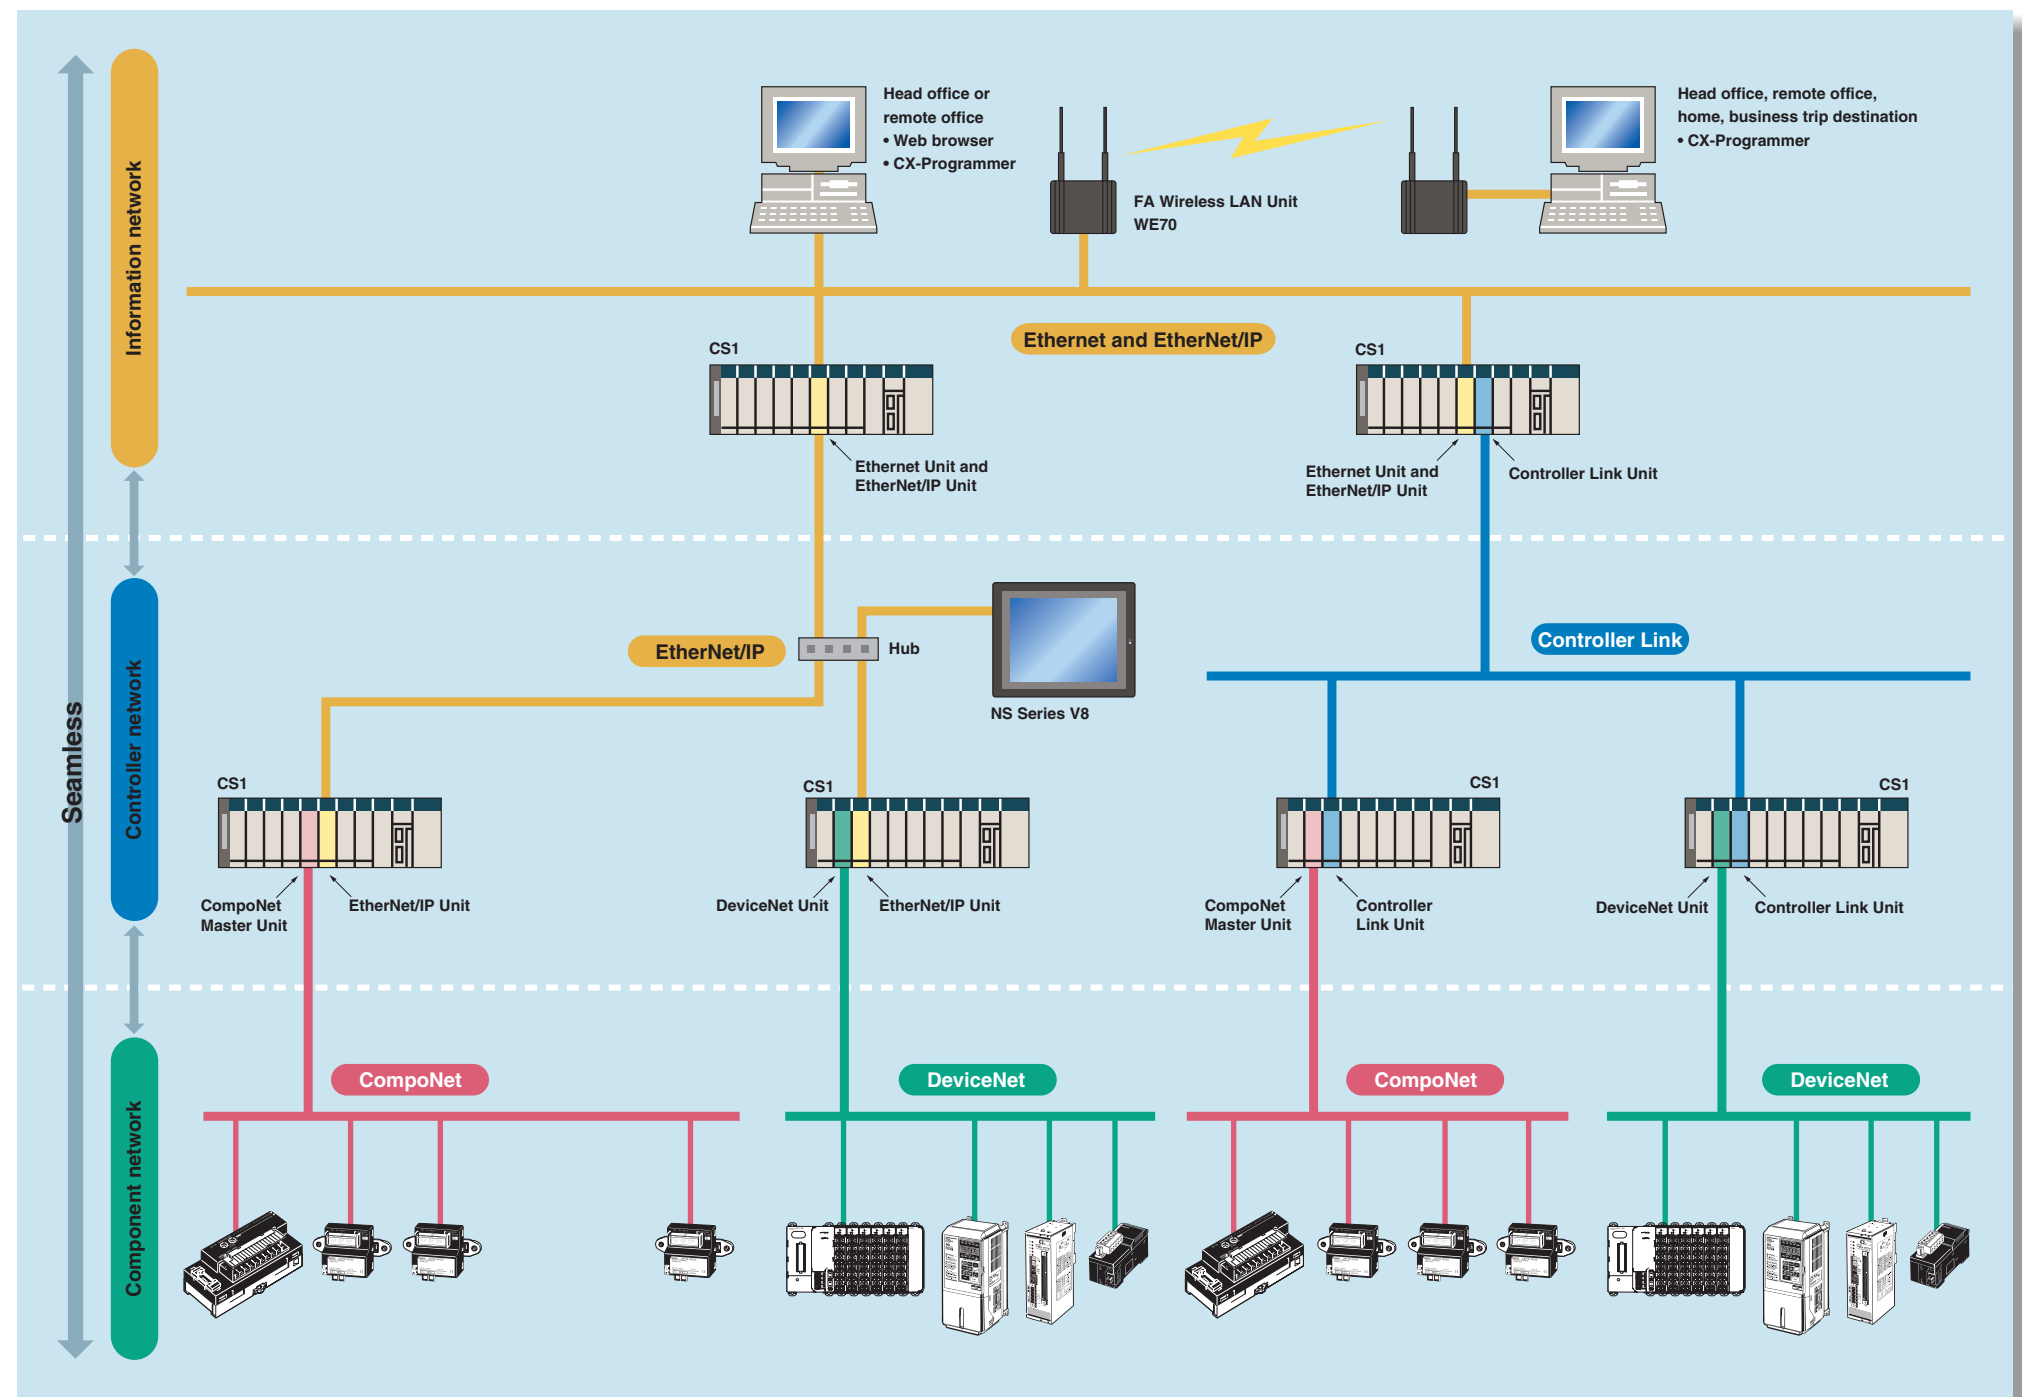 Seamless
Information network
Controller network
Component network
Head office or
remote office
• Web browser
• CX-Programmer
FA Wireless LAN Unit
WE70
Head office, remote office,
home, business trip destination
• CX-Programmer
Ethernet and EtherNet/IP
CS1
Ethernet Unit and
EtherNet/IP Unit
CS1
Ethernet Unit and
EtherNet/IP Unit
Controller Link Unit
EtherNet/IP
Hub
NS Series V8
Controller Link
CS1
CompoNet
Master Unit
EtherNet/IP Unit
CS1
DeviceNet Unit
EtherNet/IP Unit
CS1
CompoNet
Master Unit
Controller
Link Unit
CS1
DeviceNet Unit
Controller Link Unit
CompoNet
DeviceNet
CompoNet
DeviceNet